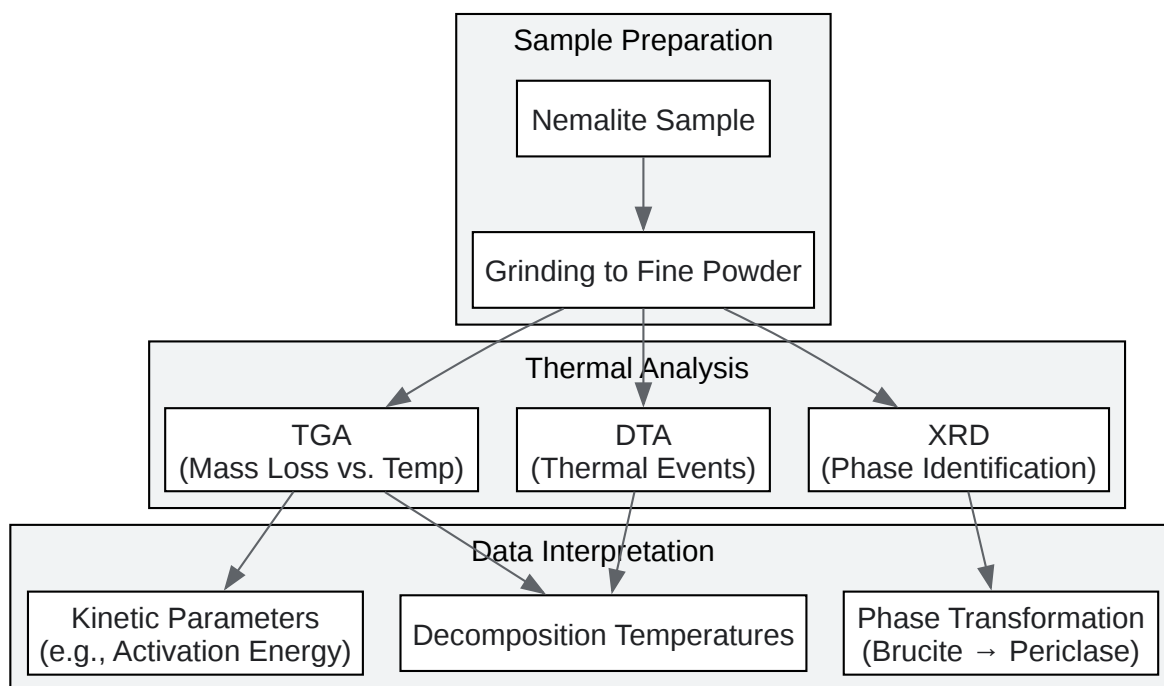 Sample Preparation
Nemalite Sample
Grinding to Fine Powder
Thermal Analysis
TGA
(Mass Loss vs. Temp)
DTA
(Thermal Events)
XRD
(Phase Identification)
Data Interpretation
Kinetic Parameters
(e.g., Activation Energy)
Decomposition Temperatures
Phase Transformation
(Brucite → Periclase)